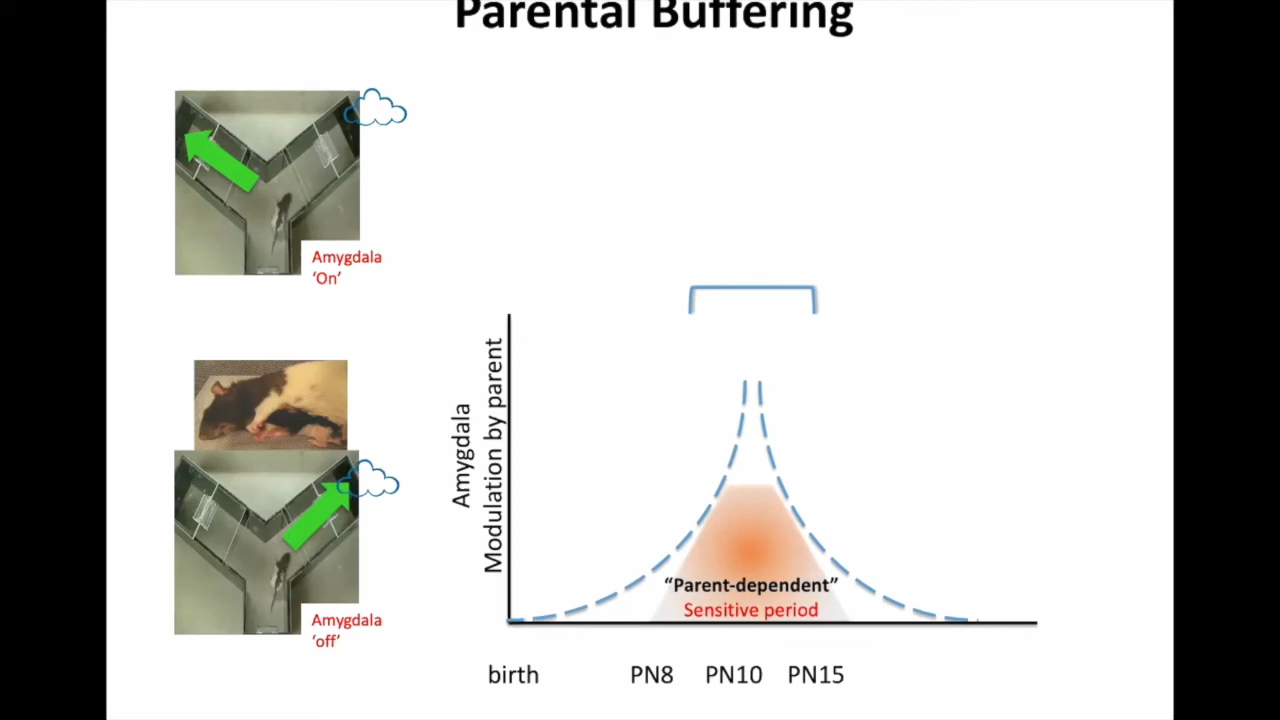 Parental Buffering
Amygdala
‘On’
Amygdala
‘off’
Amygdala
Modulation by parent
“Parent-dependent”
Sensitive period
birth PN8 PN10 PN15